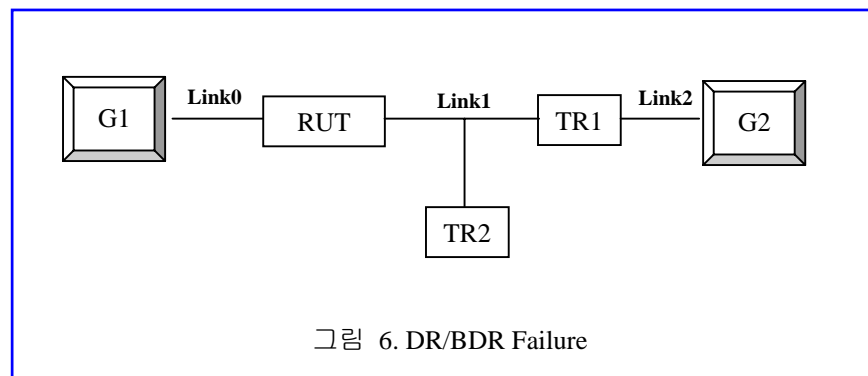 Link0
Link1
Link2
G1
RUT
TR1
G2
TR2
그림 6. DR/BDR Failure